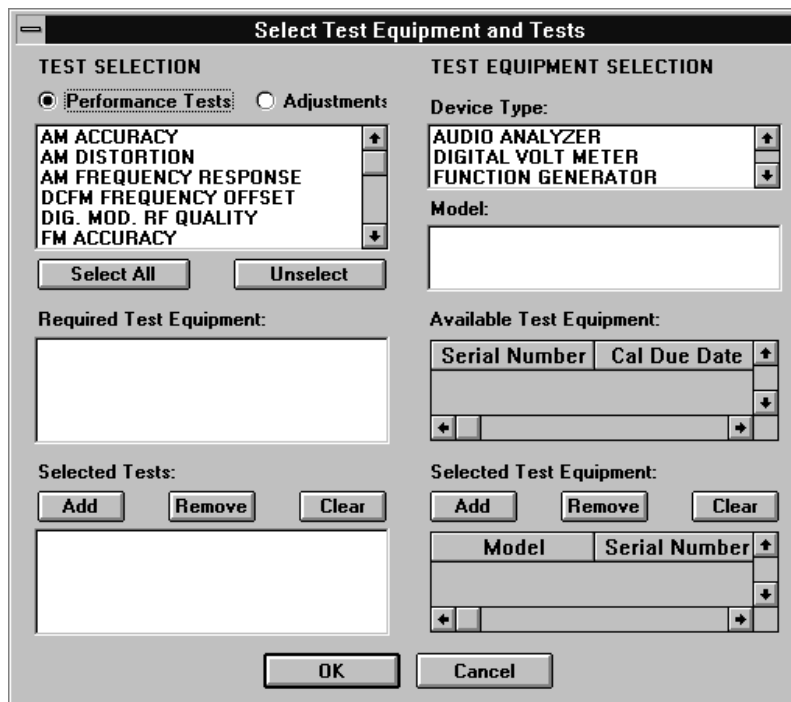 Select Test Equipment and Tests
TEST SELECTION
Performance Tests
Adjustments
AM ACCURACY
AM DISTORTION
AM FREQUENCY RESPONSE
DCFM FREQUENCY OFFSET
DIG. MOD. RF QUALITY
FM ACCURACY
Select All
Unselect
Required Test Equipment:
Selected Tests:
Add
Remove
Clear
TEST EQUIPMENT SELECTION
Device Type:
AUDIO ANALYZER
DIGITAL VOLT METER
FUNCTION GENERATOR
Model:
Available Test Equipment:
Serial Number
Cal Due Date
Selected Test Equipment:
Add
Remove
Clear
Model
Serial Number
OK
Cancel